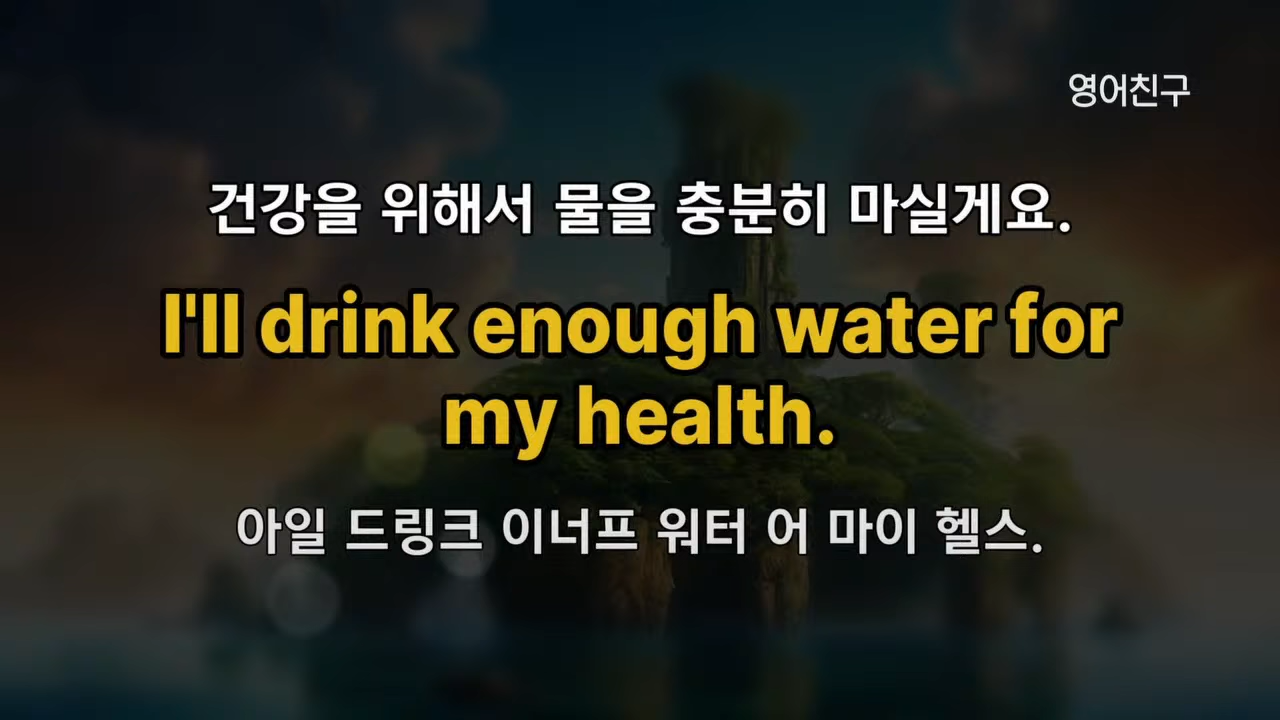 영어친구
건강을 위해서 물을 충분히 마실게요.
I'll drink enough water for
my health.
아일 드링크 이너프 워터 어 마이 헬스.